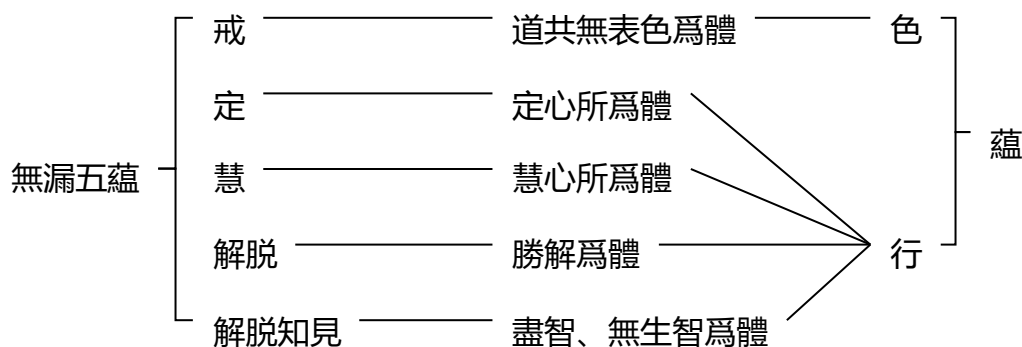 戒 道共無表色爲體 色
定 定心所爲體
蘊
無漏五蘊 慧 慧心所爲體
解脱 勝解爲體 行
解脱知見 盡智、無生智爲體